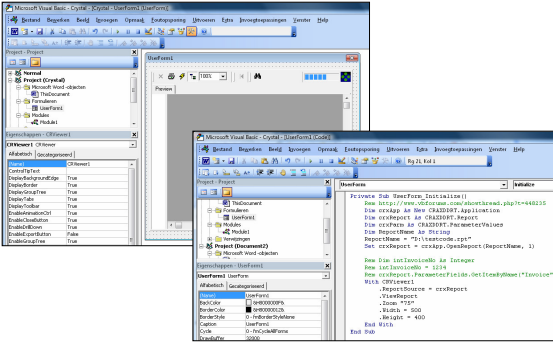 Microsoft Visual Basic - Crystal - [Crystal - UserForm1 (UserForm)]
Bestand Bewerken Beeld Invoegen Opmaak Foutopsporing Uitvoeren Extra Invoegtoepassingen Venster Help
Project - Project
Normal
Project (Crystal)
Microsoft Word -objecten
ThisDocument
Formulieren
UserForm1
Modules
Module1
Eigenschappen - CRViewer1
CRViewer1 CRViewer
Alfabetisch Gecategoriseerd
(Name) CRViewer1
ControlTipText
DisplayBackgroundEdge True
DisplayBorder True
DisplayGroupTree True
DisplayTabs True
DisplayToolbar True
EnableAnimationCtrl True
EnableCloseButton True
EnableDrillDown True
EnableExportButton False
EnableGroupTree True
UserForm1
100%
Preview
Microsoft Visual Basic - Crystal - [UserForm1 (Code)]
Bestand Bewerken Beeld Invoegen Opmaak Foutopsporing Uitvoeren Extra Invoegtoepassingen Venster Help
Rg 21, Kol 1
Project - Project
ThisDocument
Formulieren
UserForm1
Modules
Module1
Verwijzingen
Project (Document2)
Microsoft Word -objecten
Eigenschappen - UserForm1
UserForm1 UserForm
Alfabetisch Gecategoriseerd
(Name) UserForm1
BackColor &H8000000F&
BorderColor &H80000012&
BorderStyle 0 - fmBorderStyleNone
Caption UserForm1
Cycle 0 - fmCycleAllForms
DrawBuffer 32000
UserForm Initialize
Private Sub UserForm_Initialize()
Rem http://www.vbforums.com/showthread.php?t=448235
Dim crxApp As New CRAXDRT.Application
Dim crxReport As CRAXDRT.Report
Dim crxParm As CRAXDRT.ParameterValues
Dim ReportName As String
ReportName = "D:\testcode.rpt"
Set crxReport = crxApp.OpenReport(ReportName, 1)
Rem Dim intInvoiceNo as Integer
Rem intInvoiceNo = 1234
Rem crxReport.ParameterFields.GetItemByName("Invoice"
With CRViewer1
.ReportSource = crxReport
.ViewReport
.Zoom "75"
.Width = 500
.Height = 400
End With
End Sub